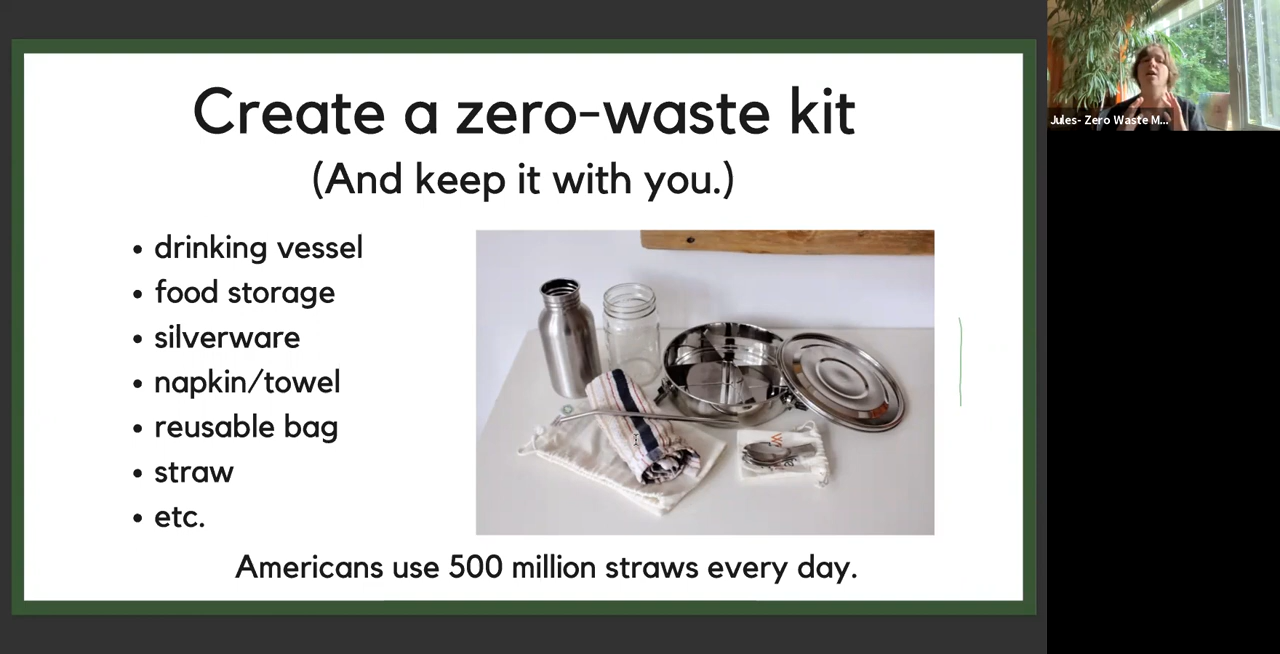 Create a zero-waste kit
(And keep it with you.)
• drinking vessel
• food storage
• silverware
• napkin/towel
• reusable bag
• straw
• etc.
Americans use 500 million straws every day.
Jules- Zero Waste M...